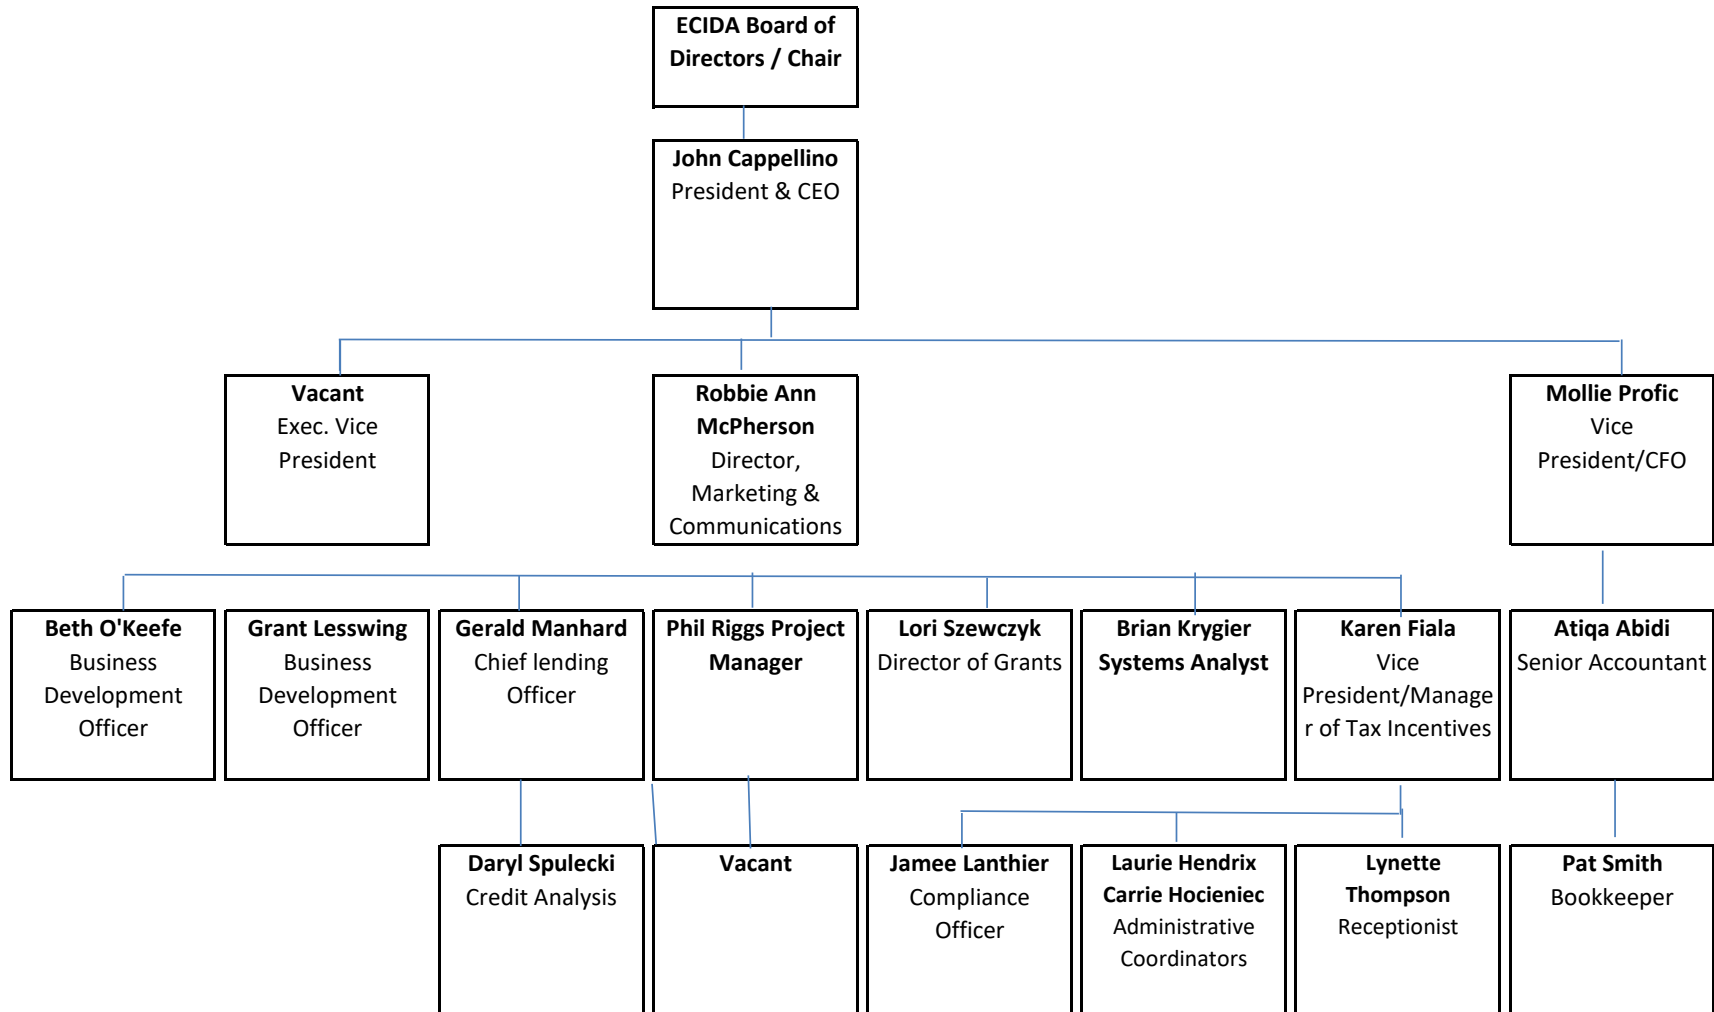 ECIDA Board of
Directors / Chair
John Cappellino
President & CEO
Vacant
Exec. Vice
President
Robbie Ann
McPherson
Director,
Marketing &
Communications
Mollie Profic
Vice
President/CFO
Beth O'Keefe
Business
Development
Officer
Grant Lesswing
Business
Development
Officer
Gerald Manhard
Chief lending
Officer
Phil Riggs Project
Manager
Lori Szewczyk
Director of Grants
Brian Krygier
Systems Analyst
Karen Fiala
Vice
President/Manage
r of Tax Incentives
Atiqa Abidi
Senior Accountant
Daryl Spulecki
Credit Analysis
Vacant
Jamee Lanthier
Compliance
Officer
Laurie Hendrix
Carrie Hocieniec
Administrative
Coordinators
Lynette
Thompson
Receptionist
Pat Smith
Bookkeeper